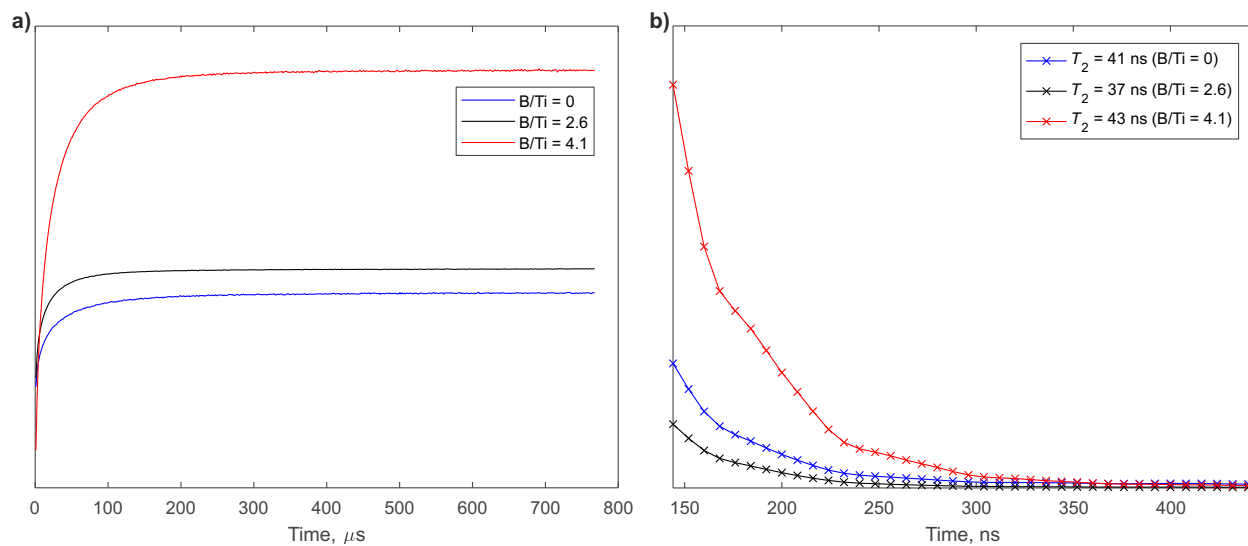 a)
B/Ti = 0
B/Ti = 2.6
B/Ti = 4.1
0 100 200 300 400 500 600 700 800
Time, μs
b)
T2 = 41 ns (B/Ti = 0)
T2 = 37 ns (B/Ti = 2.6)
T2 = 43 ns (B/Ti = 4.1)
150 200 250 300 350 400
Time, ns